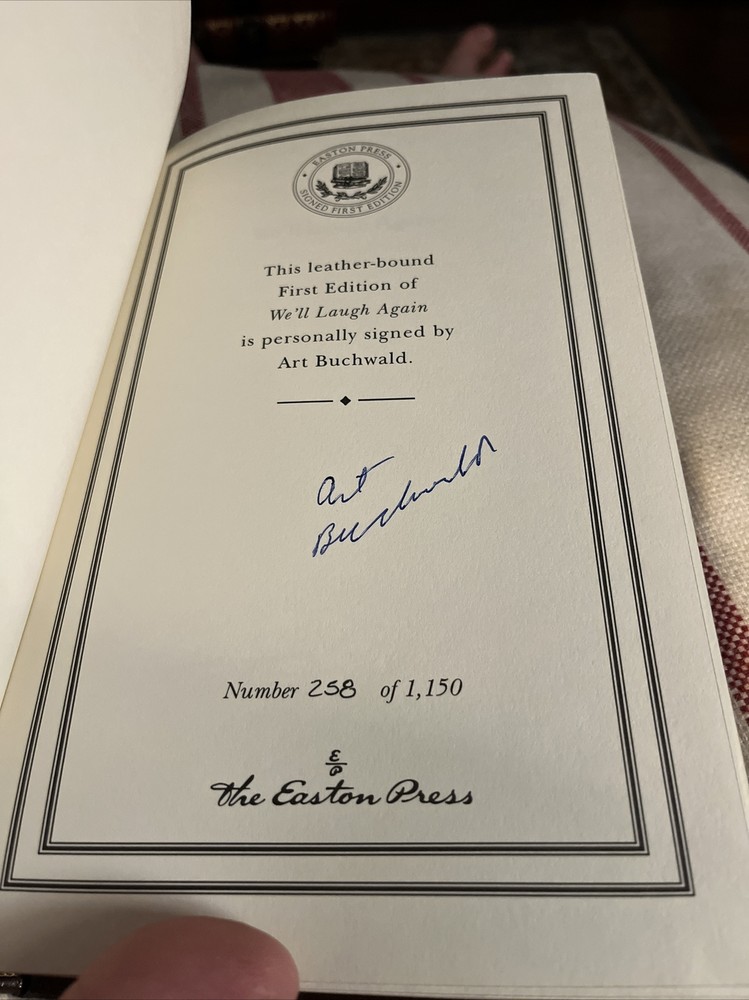 EASTON PRESS
SIGNED FIRST EDITION
This leather-bound
First Edition of
We'll Laugh Again
is personally signed by
Art Buchwald.
Art
Buchwald
Number 258 of 1,150
E
P
The Easton Press